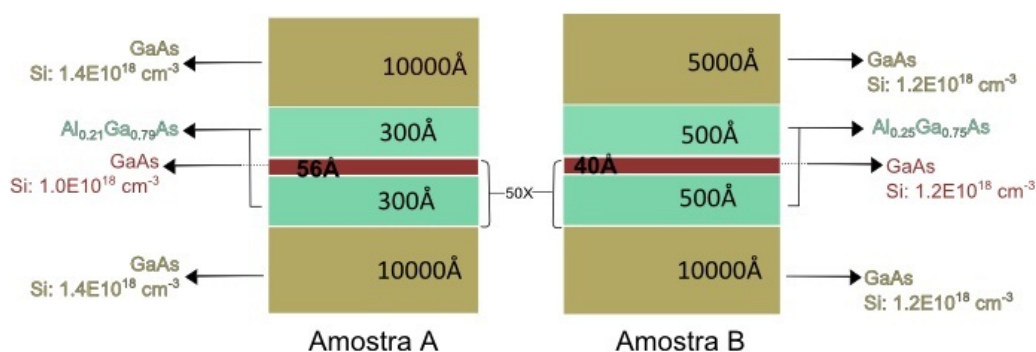 GaAs
Si: 1.4E10¹⁸ cm⁻³
Al₀.₂₁Ga₀.₇₉As
GaAs
Si: 1.0E10¹⁸ cm⁻³
GaAs
Si: 1.4E10¹⁸ cm⁻³
10000Å
300Å
56Å
300Å
10000Å
Amostra A
50X
5000Å
500Å
40Å
500Å
10000Å
Amostra B
GaAs
Si: 1.2E10¹⁸ cm⁻³
Al₀.₂₅Ga₀.₇₅As
GaAs
Si: 1.2E10¹⁸ cm⁻³
GaAs
Si: 1.2E10¹⁸ cm⁻³